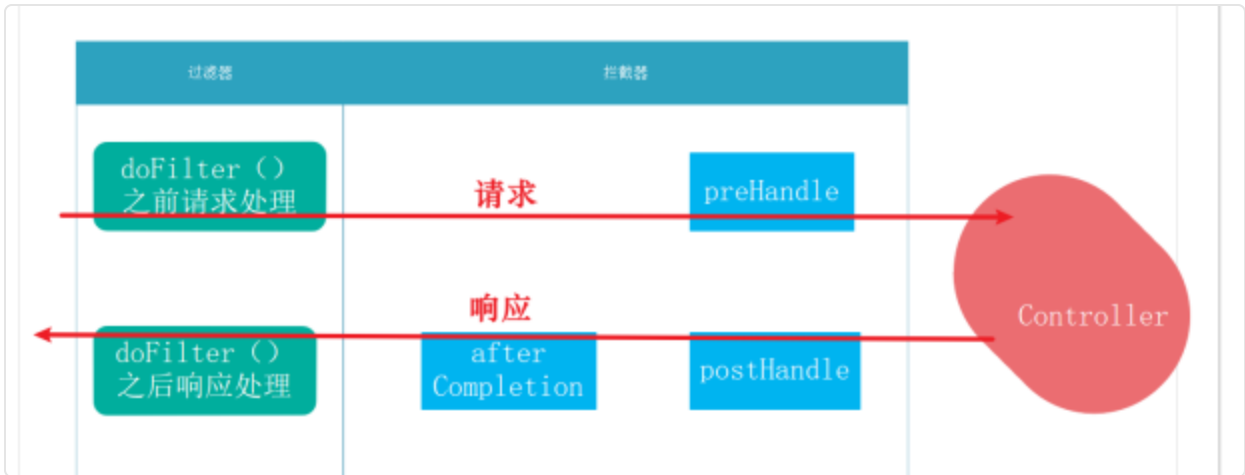 过滤器 拦截器
doFilter（）
之前请求处理
请求
preHandle
Controller
响应
doFilter（）
之后响应处理
after
Completion
postHandle